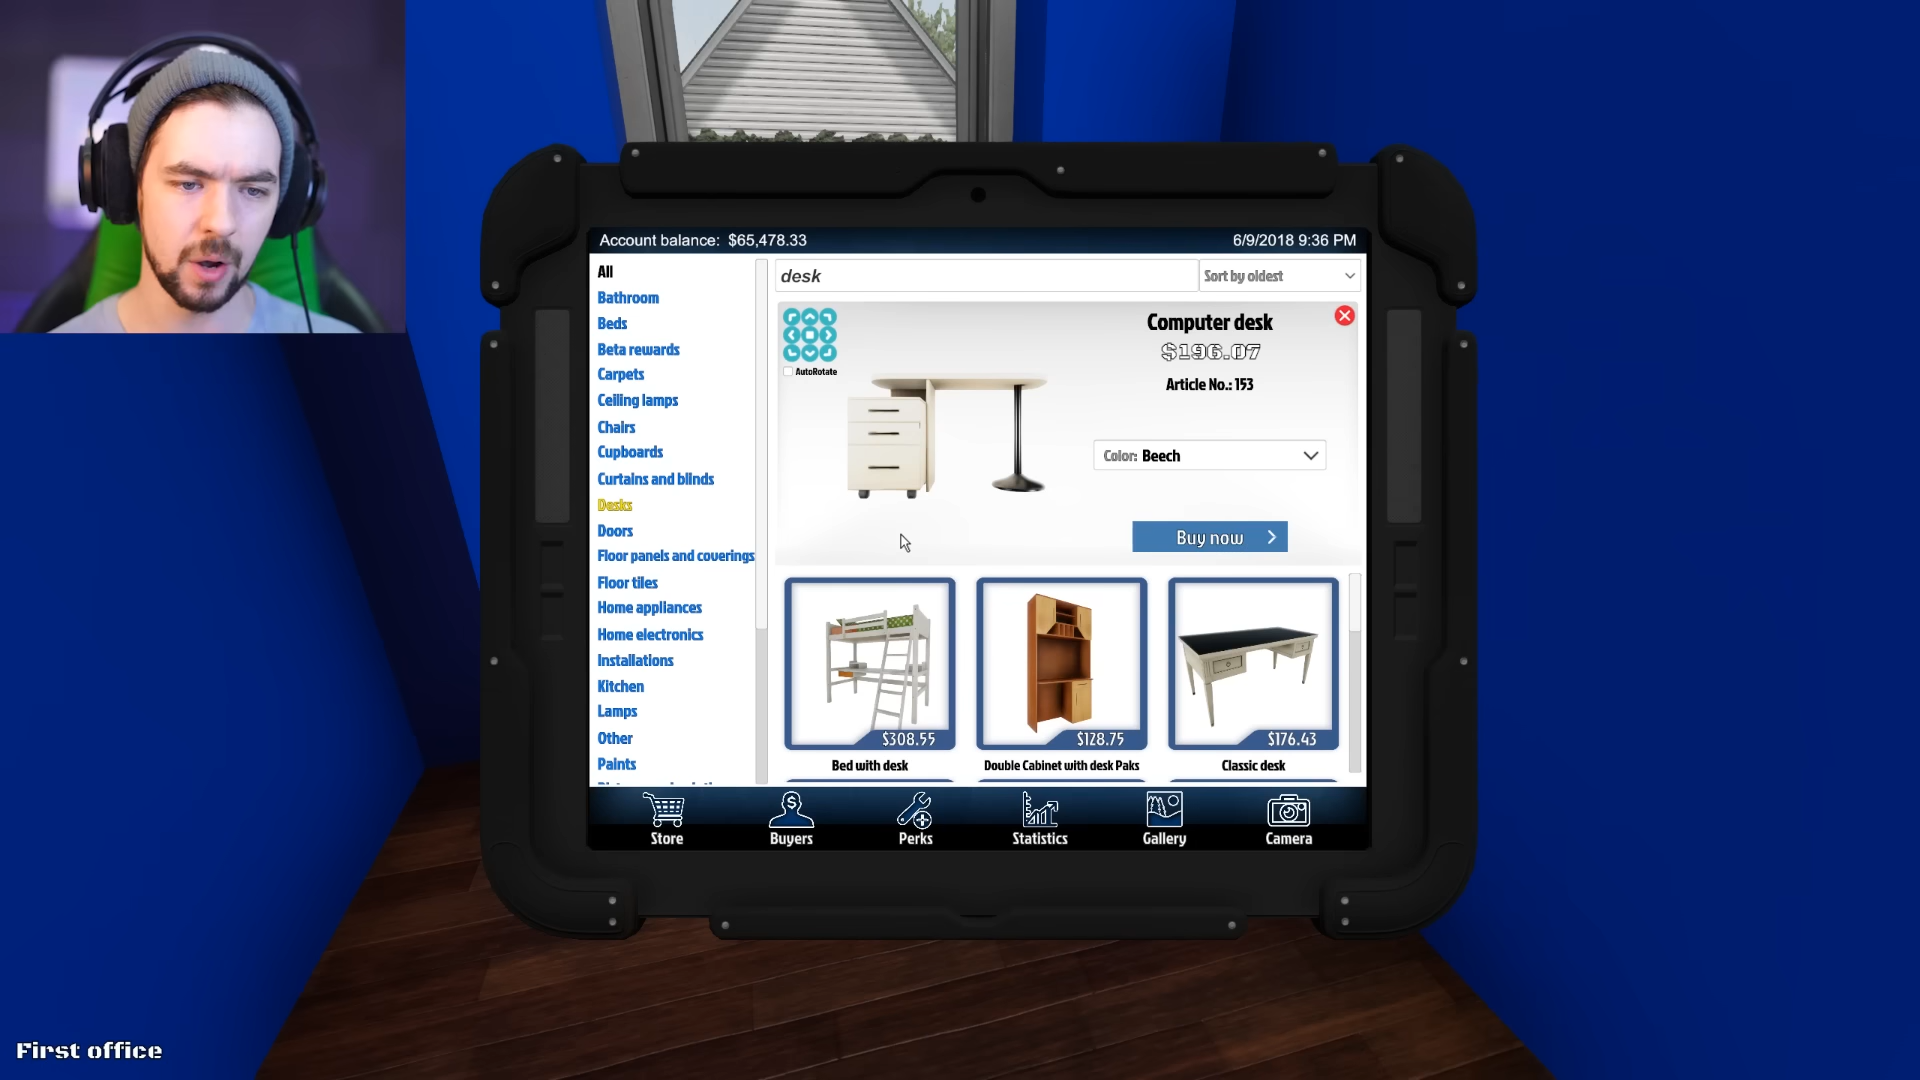 Account balance: $65,478.33
6/9/2018 9:36 PM
All
Bathroom
Beds
Beta rewards
Carpets
Ceiling lamps
Chairs
Cupboards
Curtains and blinds
Desks
Doors
Floor panels and coverings
Floor tiles
Home appliances
Home electronics
Installations
Kitchen
Lamps
Other
Paints
desk
Sort by oldest
AutoRotate
Computer desk
$196.07
Article No.: 153
Color: Beech
Buy now
$308.55
$128.75
$176.43
Bed with desk
Double Cabinet with desk Paks
Classic desk
Store
Buyers
Perks
Statistics
Gallery
Camera
First office